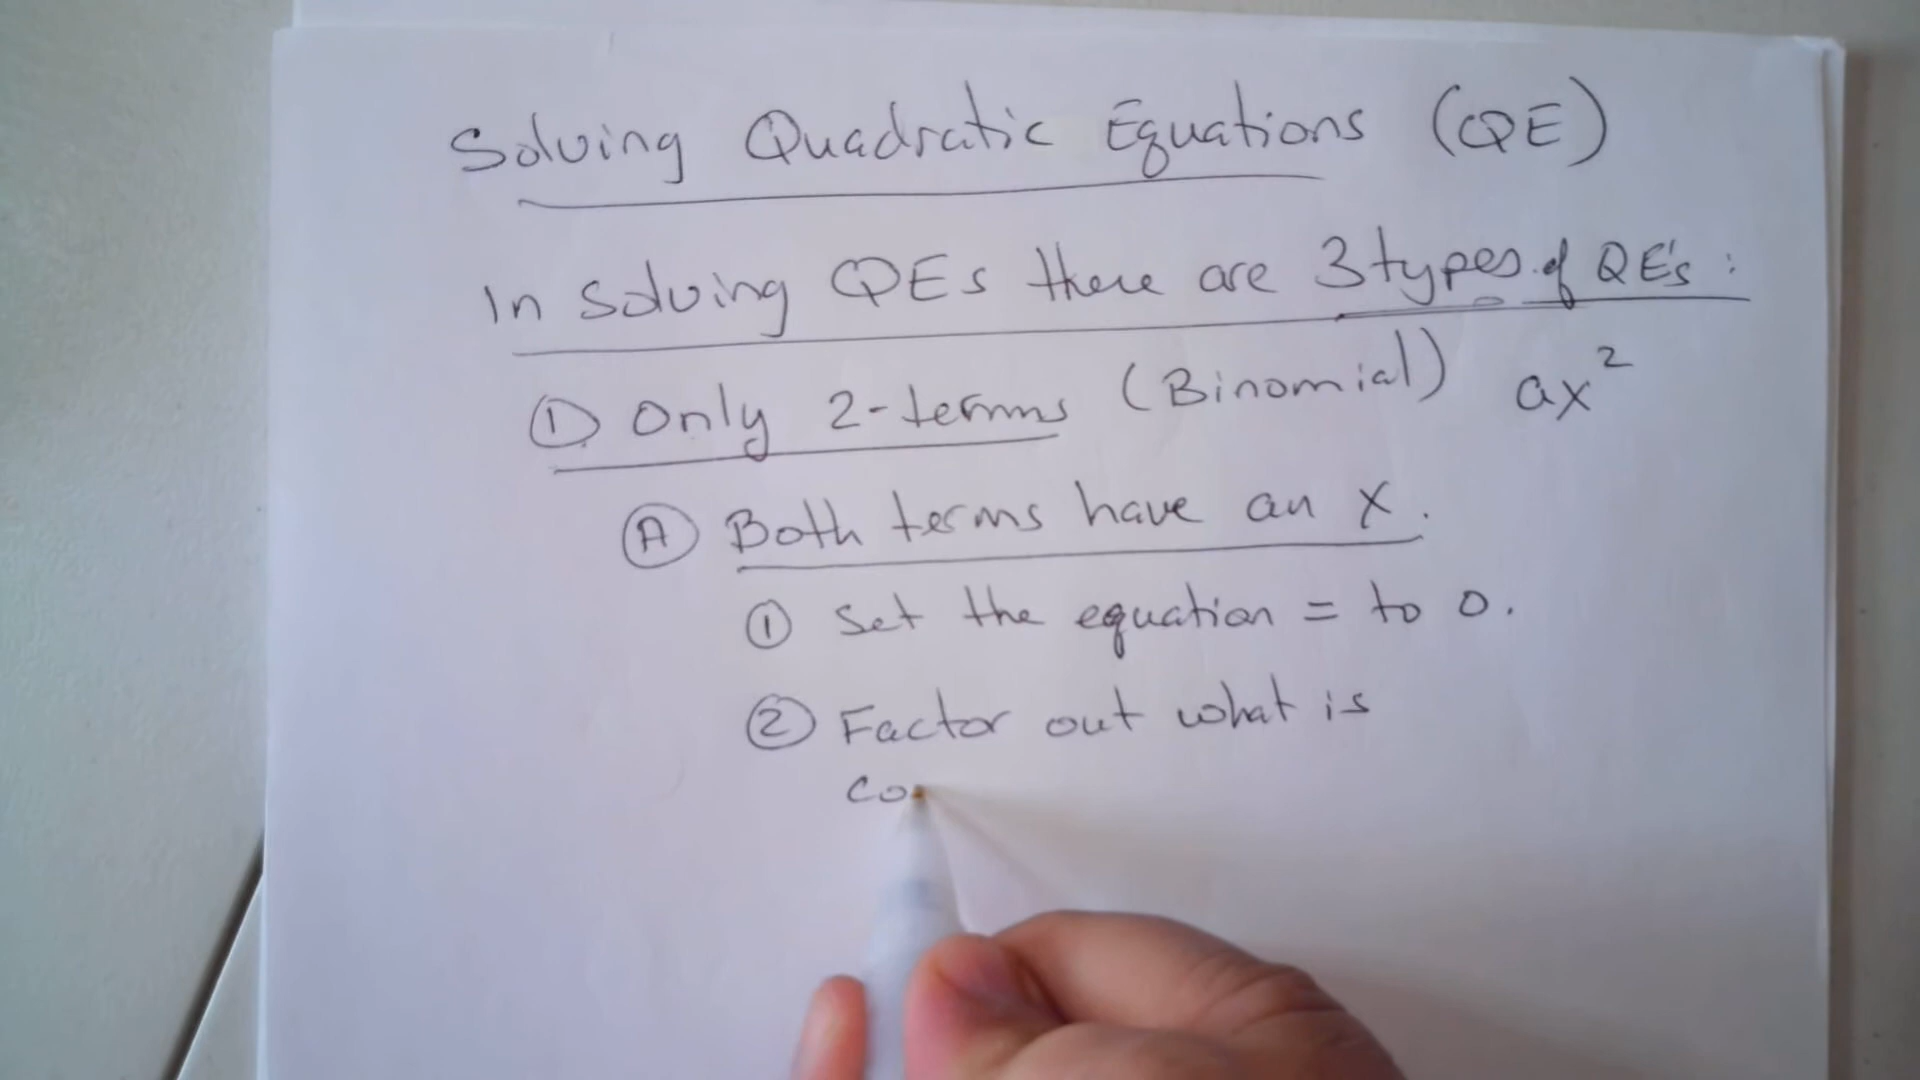 Solving Quadratic Equations (QE)
In solving QEs there are 3 types of QE's:
① Only 2-terms (Binomial) ax²
Ⓐ Both terms have an x.
① Set the equation = to 0.
② Factor out what is
co